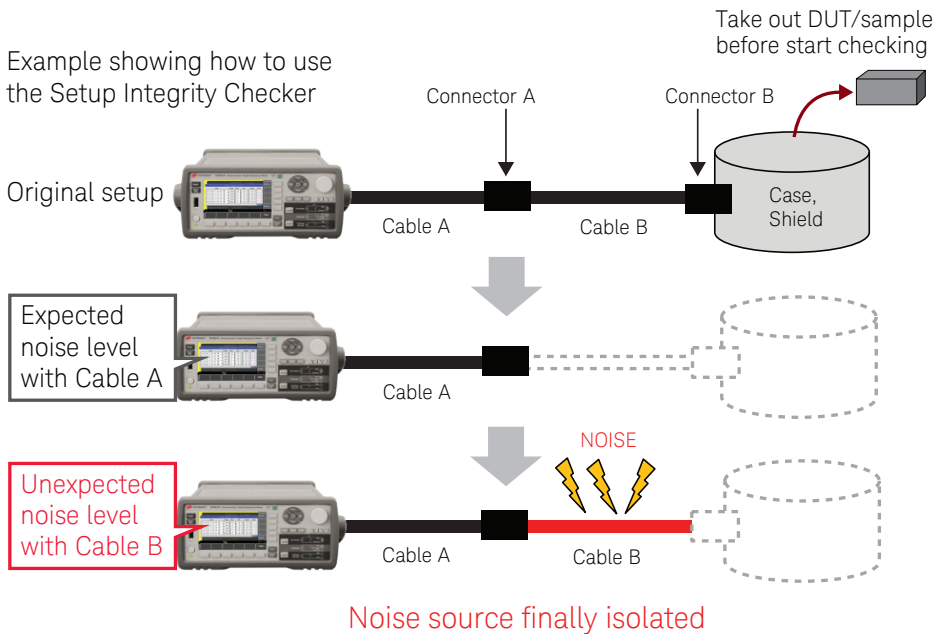 Take out DUT/sample
before start checking
Example showing how to use
the Setup Integrity Checker
Connector A
Connector B
Original setup
Cable A
Cable B
Case,
Shield
Expected
noise level
with Cable A
Cable A
NOISE
Unexpected
noise level
with Cable B
Cable A
Cable B
Noise source finally isolated